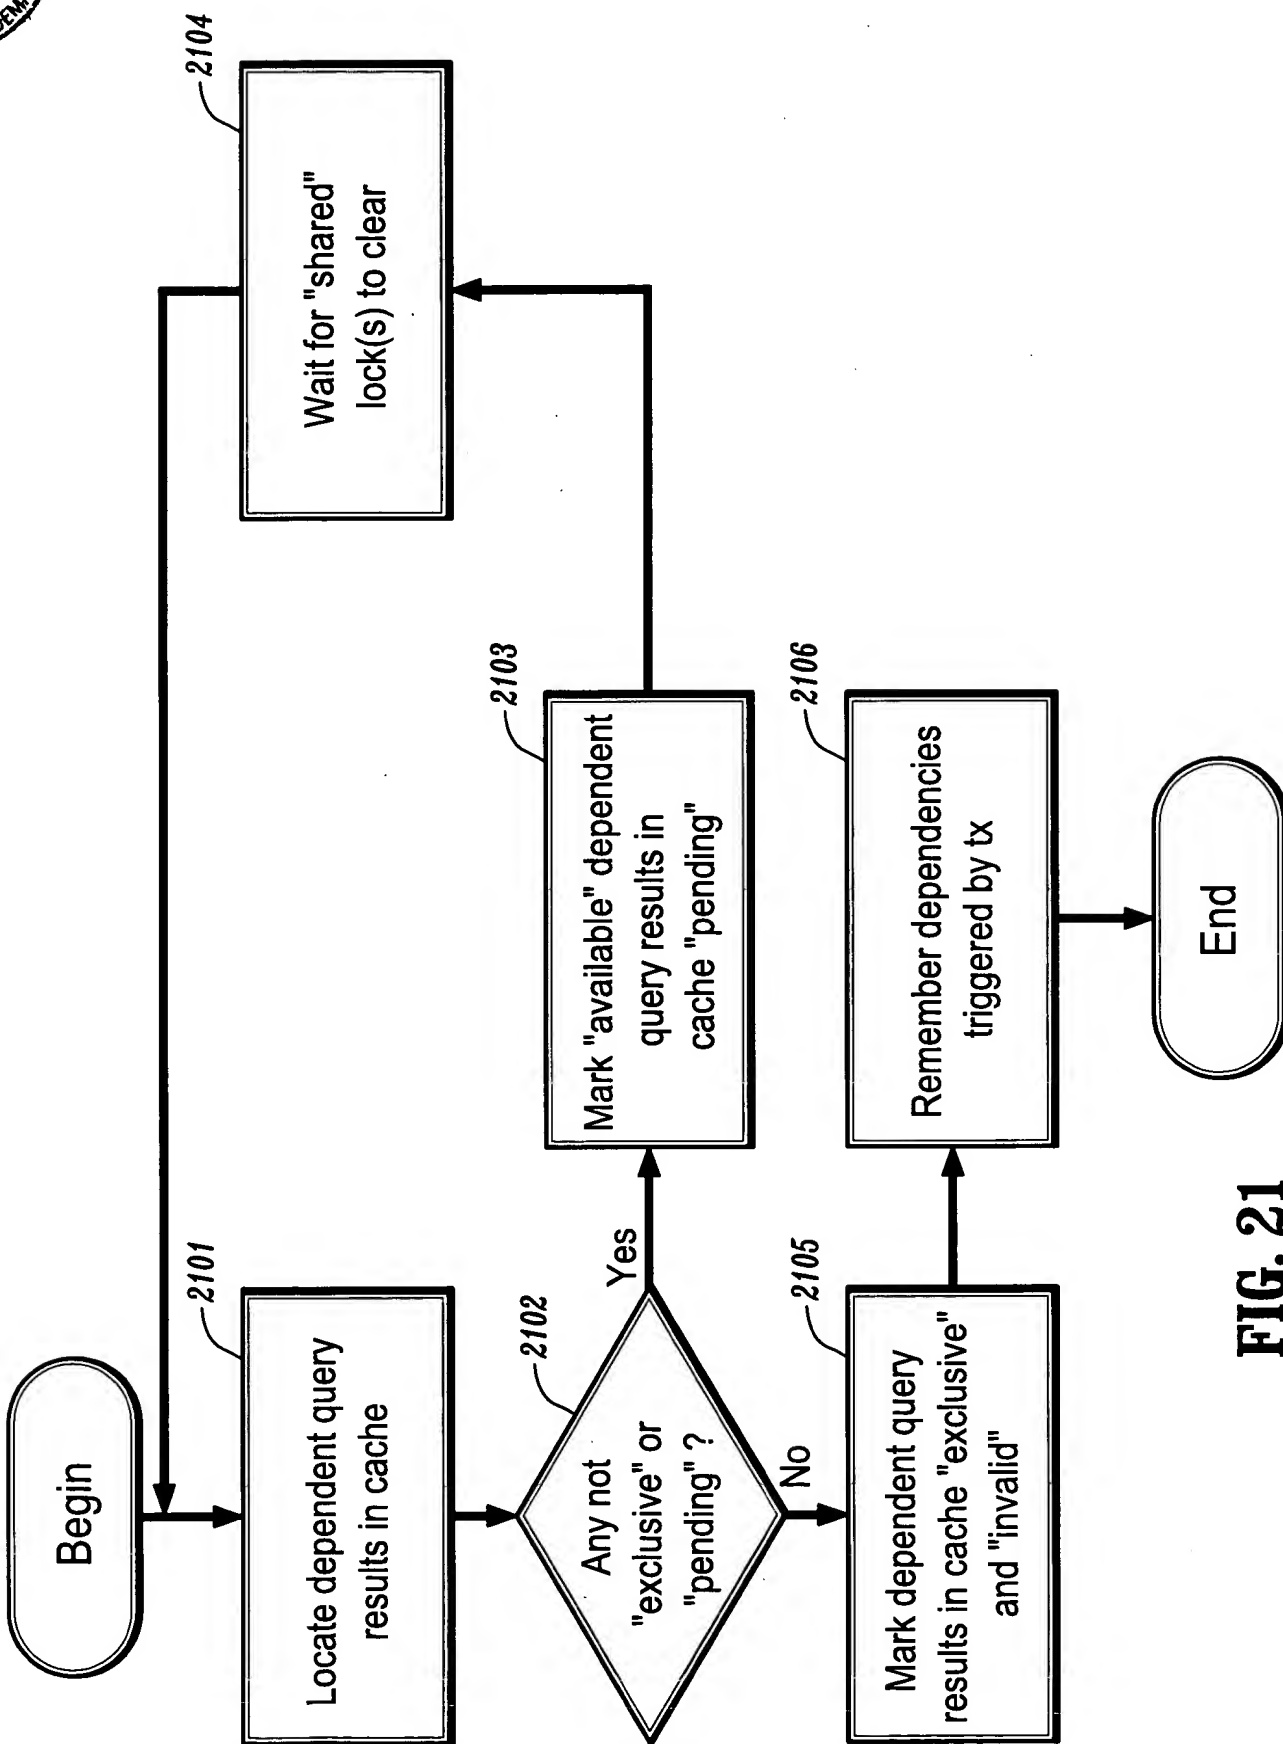 Begin
2101
Locate dependent query
results in cache
2102
Any not
"exclusive" or
"pending" ?
Yes
No
2103
Mark "available" dependent
query results in
cache "pending"
2104
Wait for "shared"
lock(s) to clear
2105
Mark dependent query
results in cache "exclusive"
and "invalid"
2106
Remember dependencies
triggered by tx
End
FIG. 21